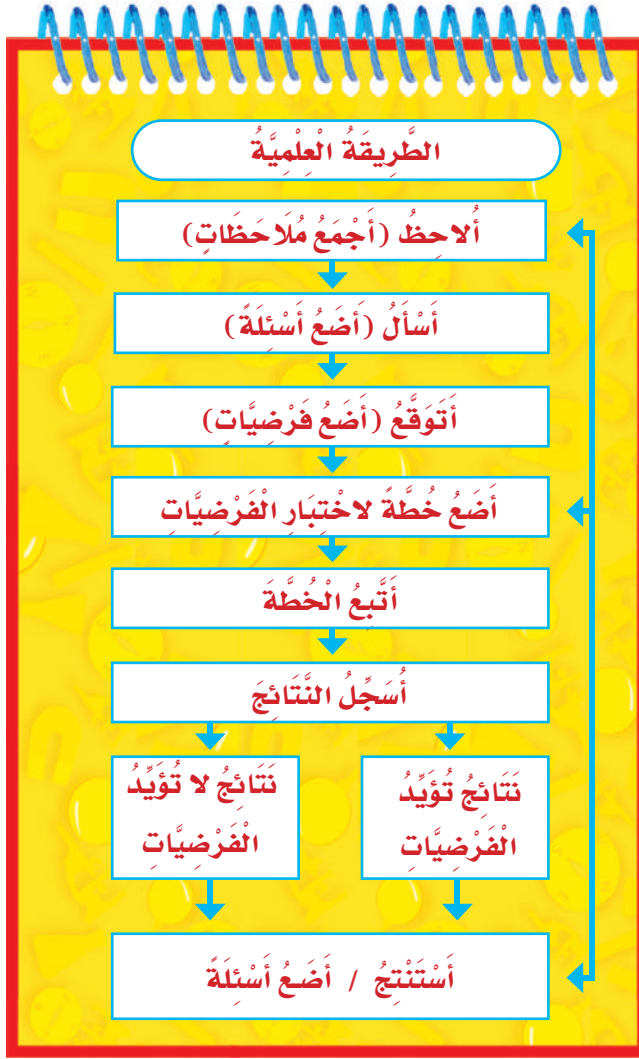 الطَّرِيقَةُ الْعِلْمِيَّةُ
أُلاحِظُ (أَجْمَعُ مُلَاحَظَاتٍ)
أَسْأَلُ (أَضَعُ أَسْئِلَةً)
أَتَوَقَّعُ (أَضَعُ فَرْضِيَّاتٍ)
أَضَعُ خُطَّةً لاخْتِبَارِ الْفَرْضِيَّاتِ
أَتَّبِعُ الْخُطَّةَ
أُسَجِّلُ النَّتَائِجَ
نَتَائِجُ تُؤَيِّدُ
الْفَرْضِيَّاتِ
نَتَائِجُ لا تُؤَيِّدُ
الْفَرْضِيَّاتِ
أَسْتَنْتِجُ / أَضَعُ أَسْئِلَةً